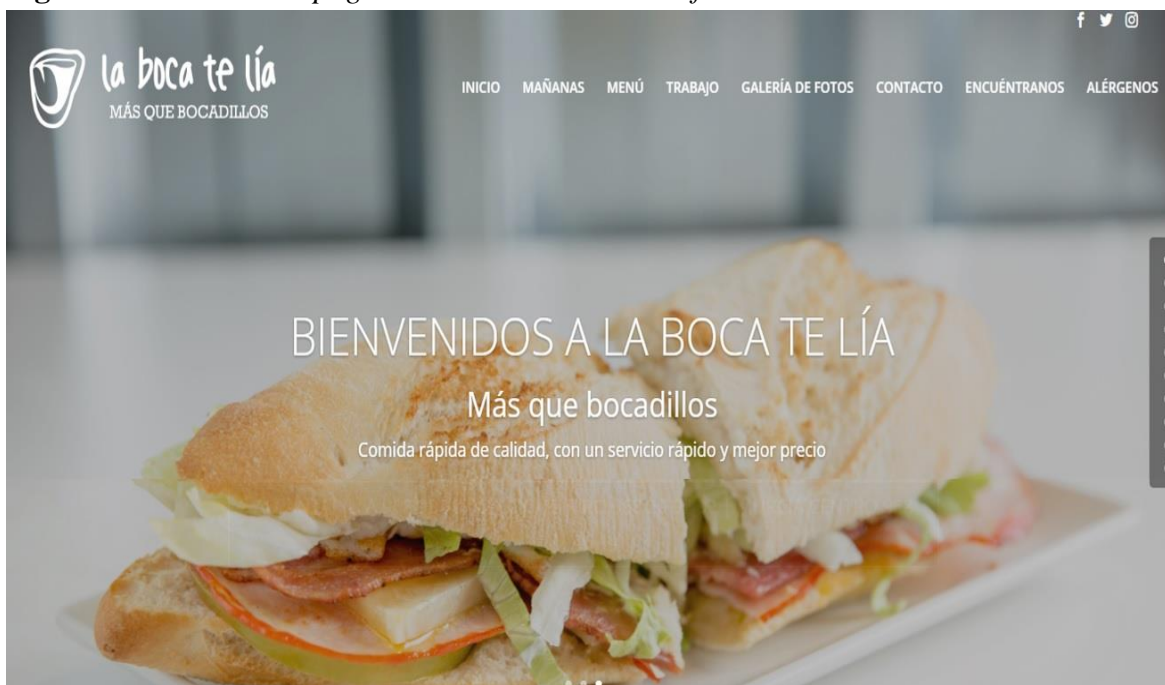 la boca te lía
MÁS QUE BOCADILLOS
INICIO MAÑANAS MENÚ TRABAJO GALERÍA DE FOTOS CONTACTO ENCUÉNTRANOS ALÉRGENOS
BIENVENIDOS A LA BOCA TE LÍA
Más que bocadillos
Comida rápida de calidad, con un servicio rápido y mejor precio